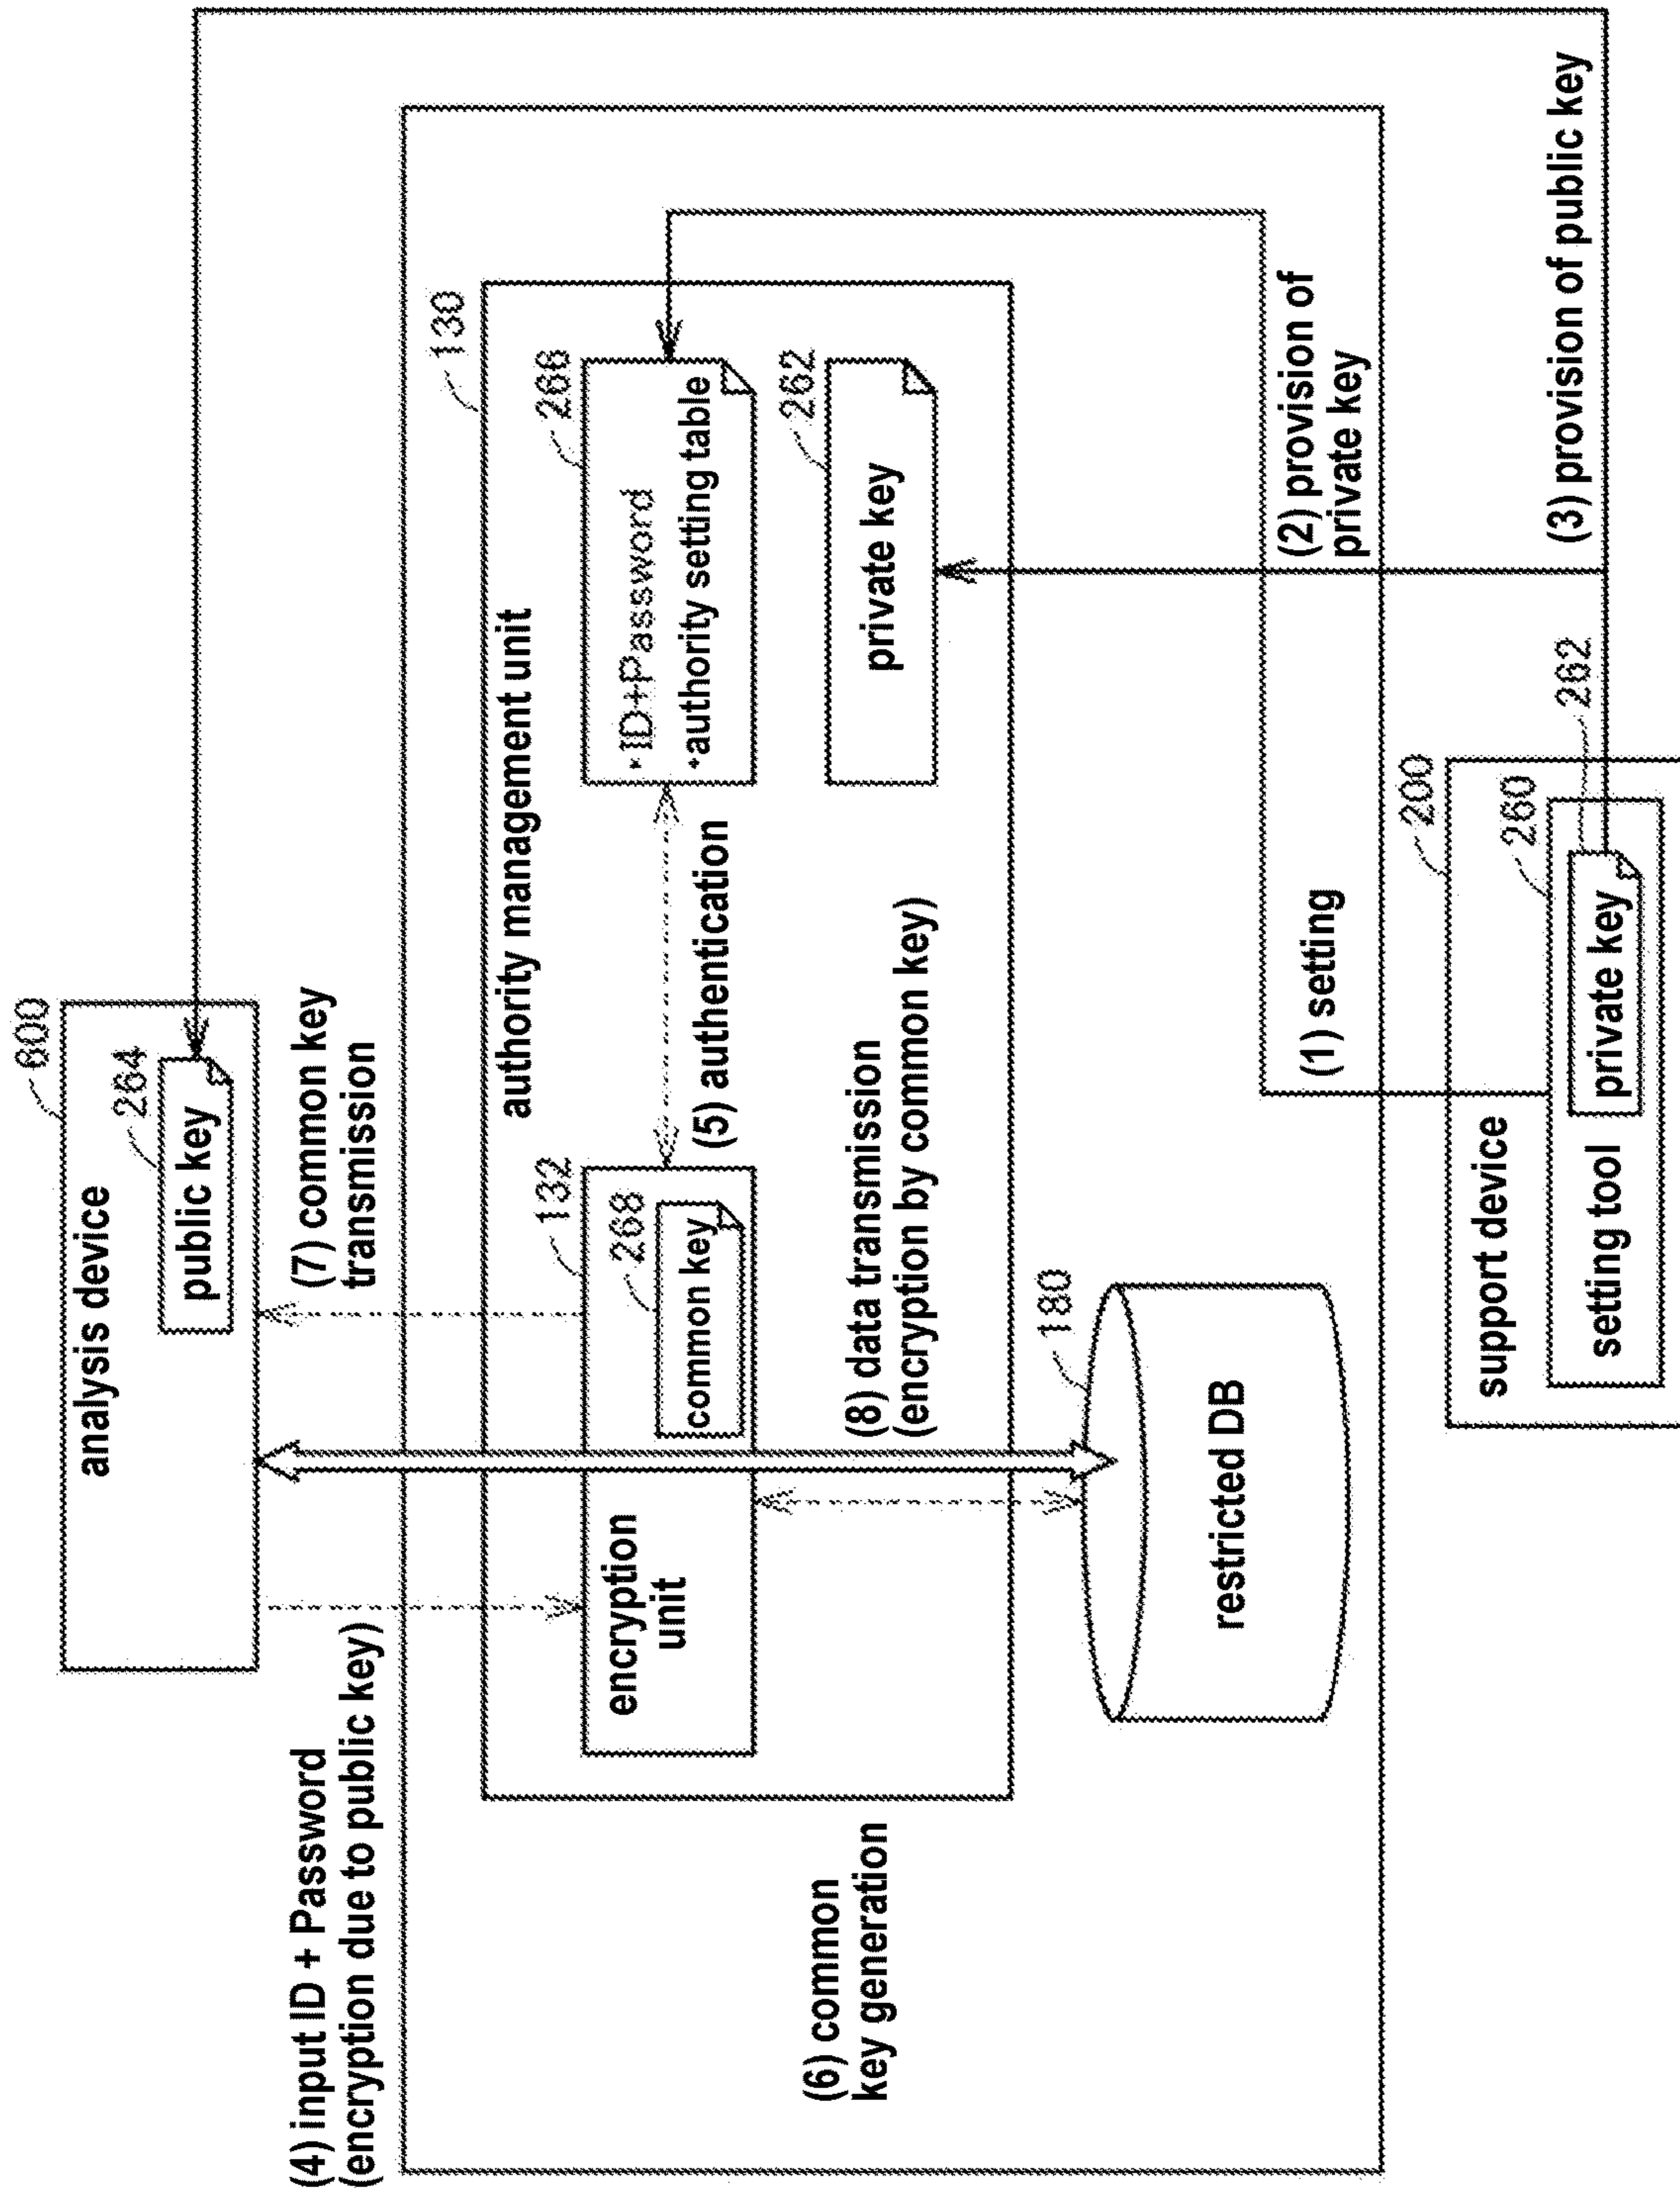 600
analysis device
264
public key
(4) input ID + Password
(encryption due to public key)
(7) common key
transmission
130
authority management unit
132
encryption
unit
268
common key
(5) authentication
266
•ID+Password
•authority setting table
262
private key
(6) common
key generation
(8) data transmission
(encryption by common key)
180
restricted DB
(1) setting
(2) provision of
private key
200
support device
260
setting tool
262
private key
(3) provision of public key